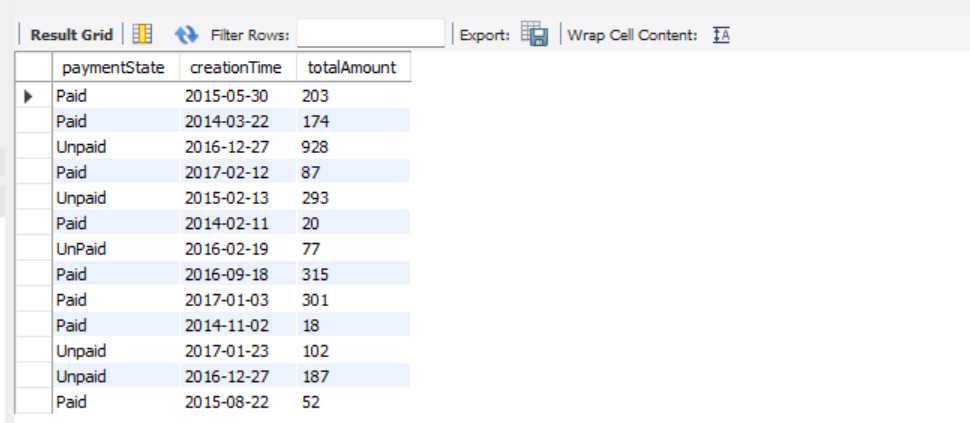 Result Grid Filter Rows: Export: Wrap Cell Content: IA
paymentState creationTime totalAmount
Paid 2015-05-30 203
Paid 2014-03-22 174
Unpaid 2016-12-27 928
Paid 2017-02-12 87
Unpaid 2015-02-13 293
Paid 2014-02-11 20
UnPaid 2016-02-19 77
Paid 2016-09-18 315
Paid 2017-01-03 301
Paid 2014-11-02 18
Unpaid 2017-01-23 102
Unpaid 2016-12-27 187
Paid 2015-08-22 52